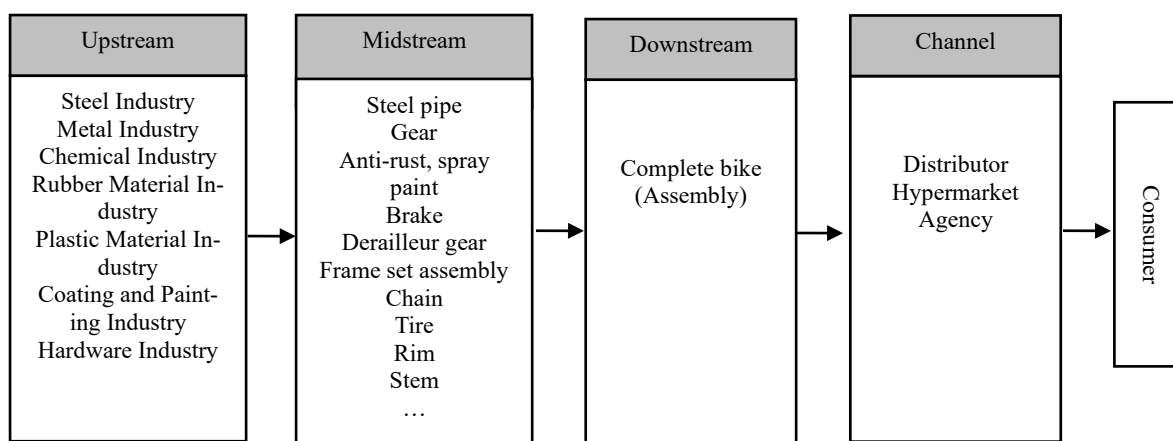 Upstream
Steel Industry
Metal Industry
Chemical Industry
Rubber Material In-
dustry
Plastic Material In-
dustry
Coating and Paint-
ing Industry
Hardware Industry
Midstream
Steel pipe
Gear
Anti-rust, spray
paint
Brake
Derailleur gear
Frame set assembly
Chain
Tire
Rim
Stem
…
Downstream
Complete bike
(Assembly)
Channel
Distributor
Hypermarket
Agency
Consumer